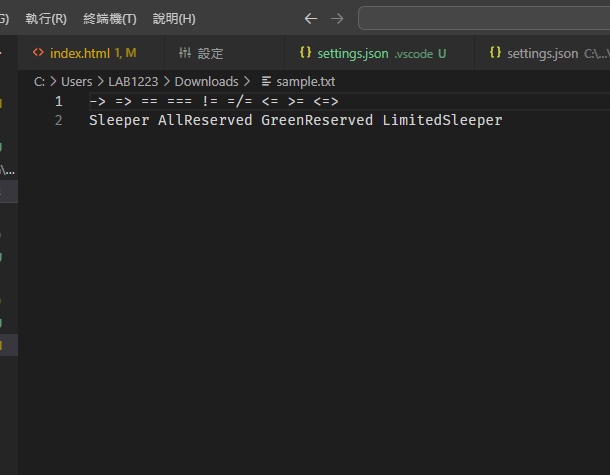 G) 執行(R) 終端機(T) 說明(H)
index.html 1, M 設定 settings.json .vscode U settings.json C:\...\
C: > Users > LAB1223 > Downloads > sample.txt
\...
1 -> => == === != =/= <= >= <=>
2 Sleeper AllReserved GreenReserved LimitedSleeper